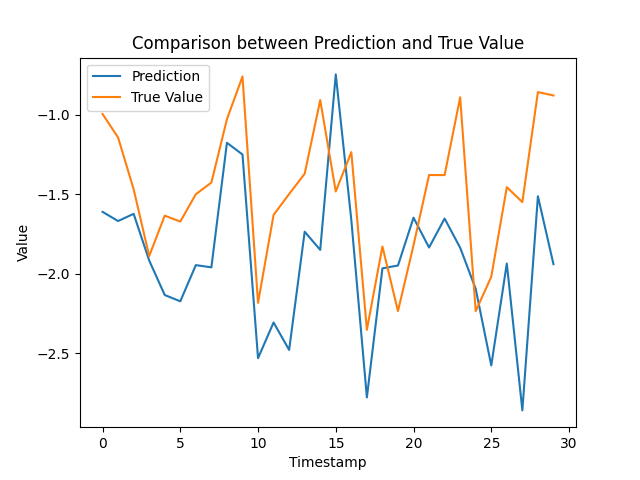 Comparison between Prediction and True Value
Prediction
True Value
−1.0
−1.5
−2.0
−2.5
Value
0 5 10 15 20 25 30
Timestamp